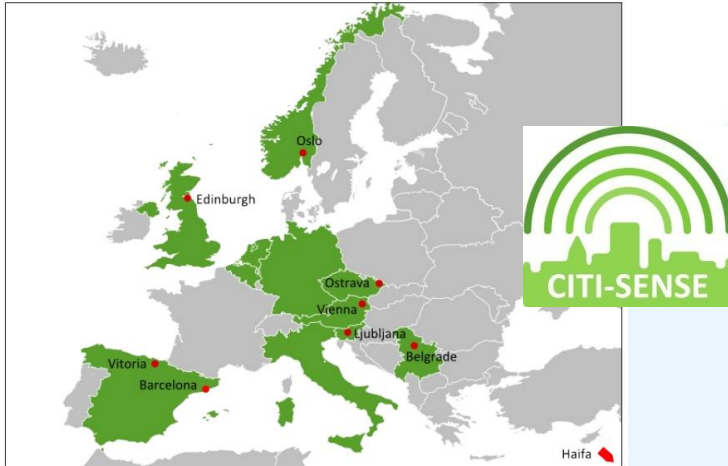 Oslo
Edinburgh
Ostrava
Vienna
Ljubljana
Belgrade
Vitoria
Barcelona
Haifa
CITI-SENSE